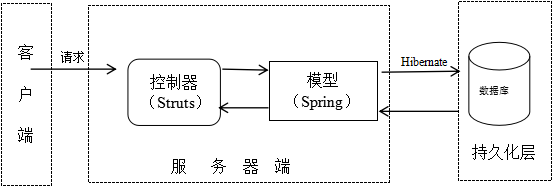 客户端
请求
控制器
（Struts）
模型
（Spring）
服务器端
Hibernate
数据库
持久化层